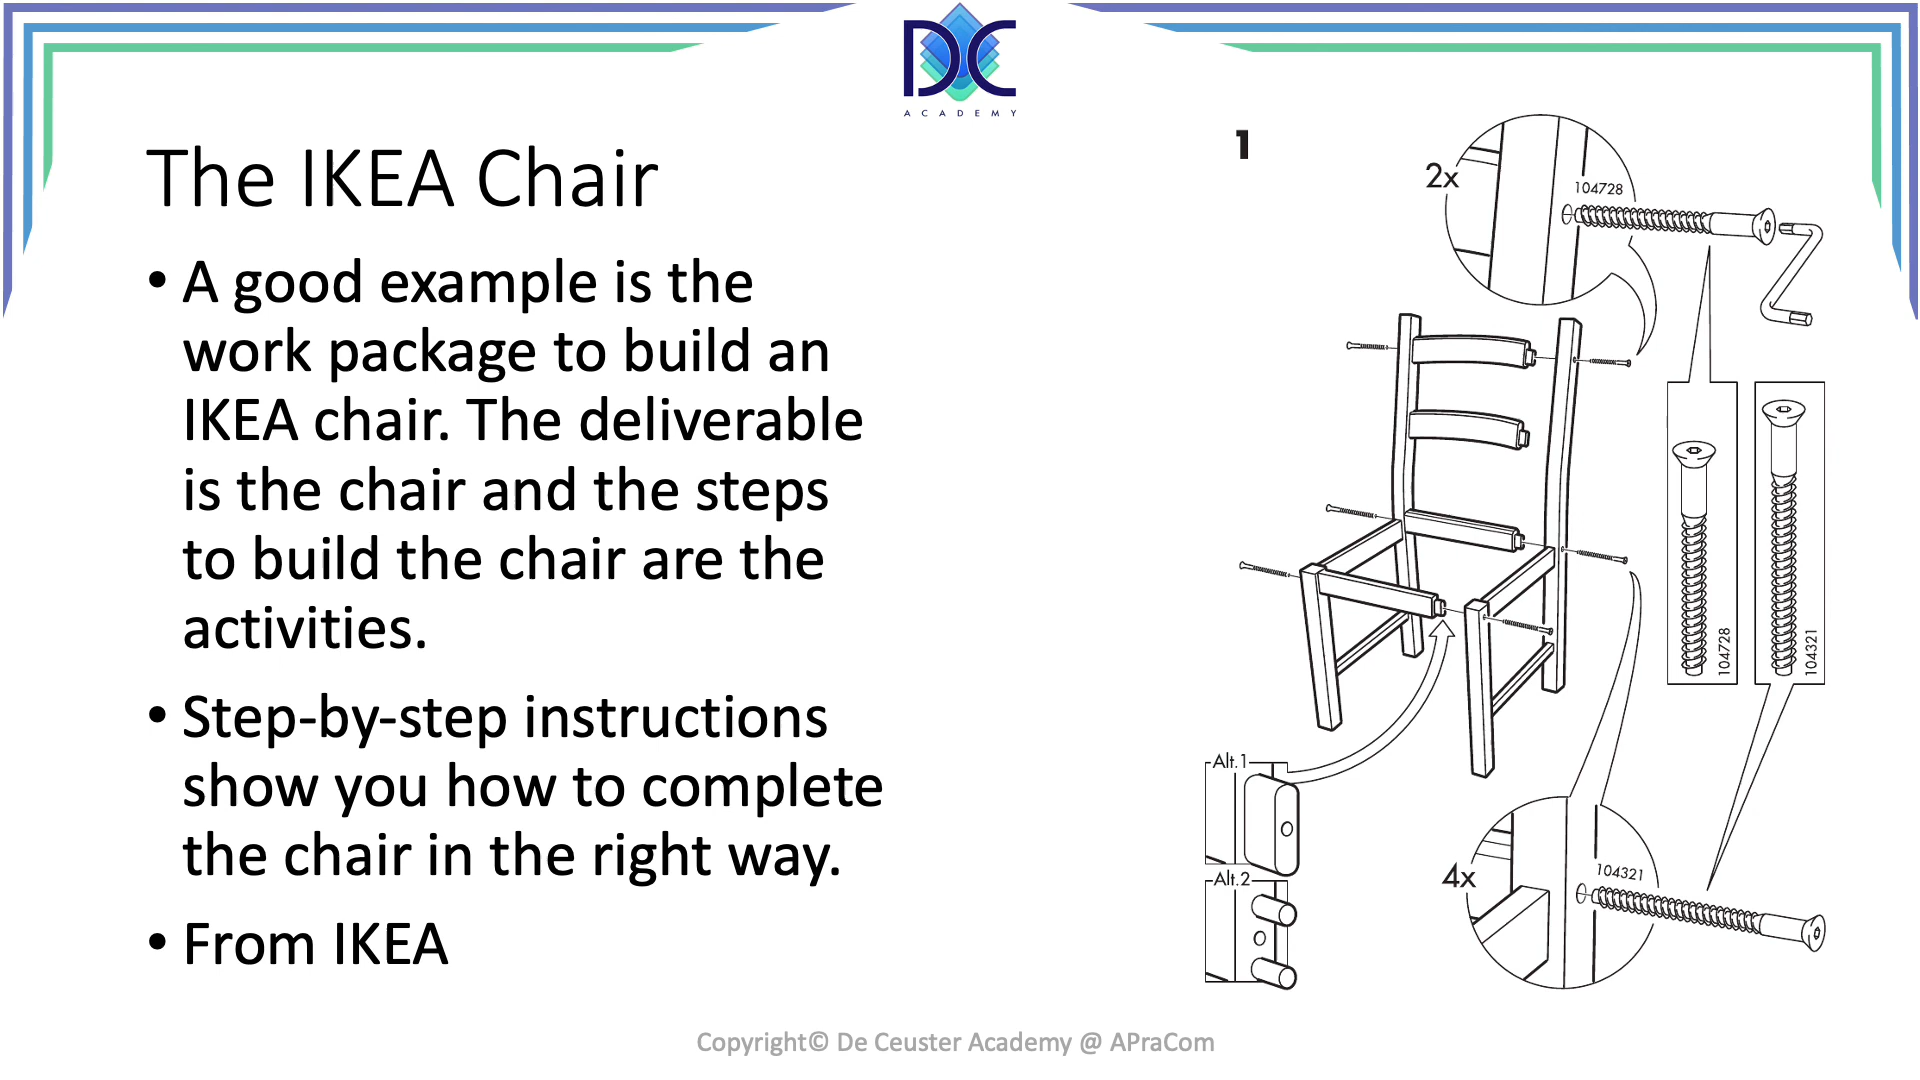 DC
ACADEMY
The IKEA Chair
• A good example is the
work package to build an
IKEA chair. The deliverable
is the chair and the steps
to build the chair are the
activities.
• Step-by-step instructions
show you how to complete
the chair in the right way.
• From IKEA
1
2x
104728
104728
104321
Alt.1
Alt.2
4x
104321
Copyright© De Ceuster Academy @ APraCom